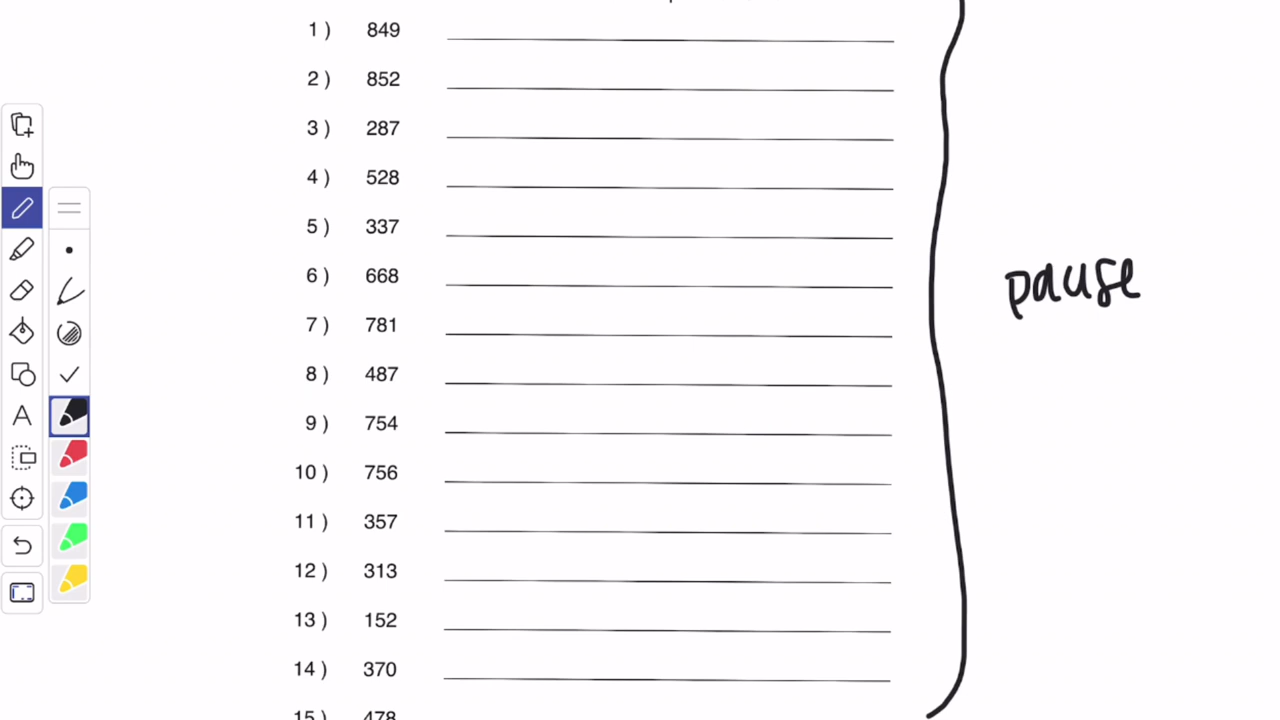 1 ) 849
2 ) 852
3 ) 287
4 ) 528
5 ) 337
6 ) 668
7 ) 781
8 ) 487
9 ) 754
10 ) 756
11 ) 357
12 ) 313
13 ) 152
14 ) 370
15 ) 478
pause
A